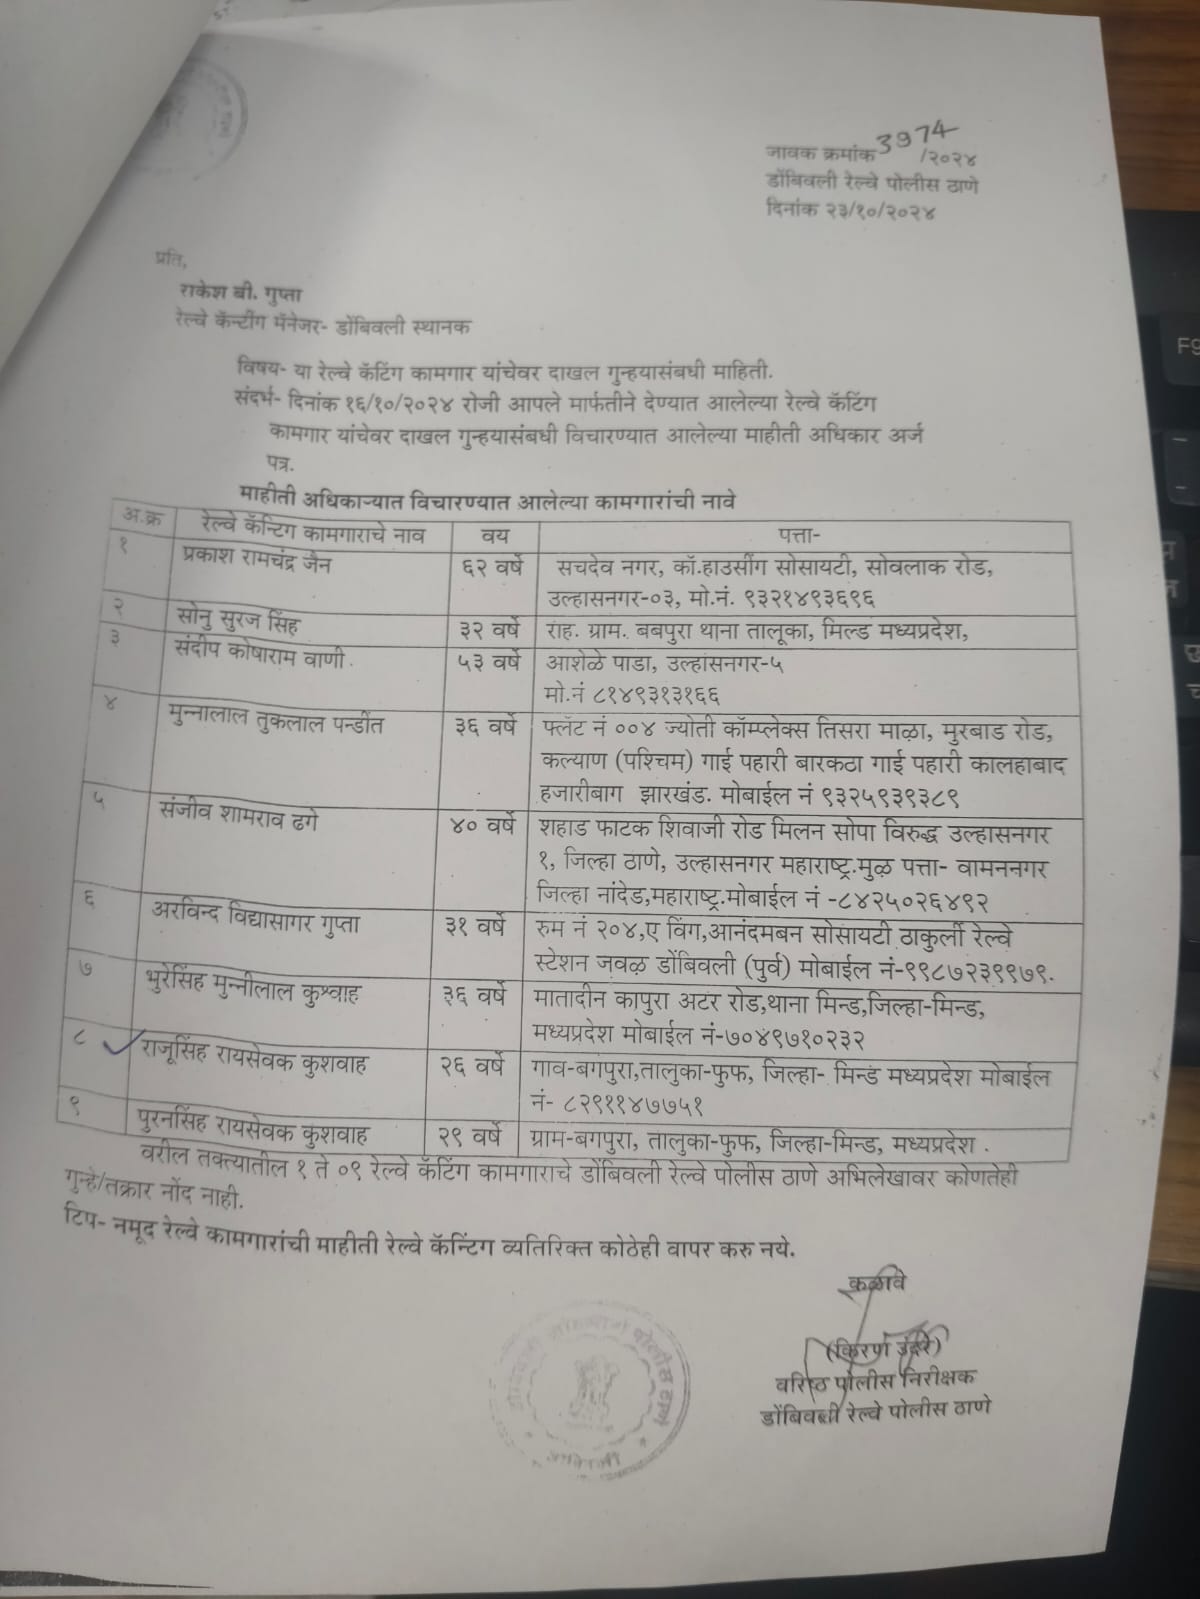 जावक क्रमांक 3974 /२०२४
डोंबिवली रेल्वे पोलीस ठाणे
दिनांक २३/१०/२०२४
प्रति,
राकेश बी. गुप्ता
रेल्वे कॅन्टींग मॅनेजर- डोंबिवली स्थानक
विषय- या रेल्वे कॅटिंग कामगार यांचेवर दाखल गुन्हयासंबधी माहिती.
संदर्भ- दिनांक १६/१०/२०२४ रोजी आपले मार्फतीने देण्यात आलेल्या रेल्वे कॅटिंग
कामगार यांचेवर दाखल गुन्हयासंबधी विचारण्यात आलेल्या माहीती अधिकार अर्ज
पत्र.
माहीती अधिकाऱ्यात विचारण्यात आलेल्या कामगारांची नावे
अ.क्र रेल्वे कॅन्टिग कामगाराचे नाव वय पत्ता-
१ प्रकाश रामचंद्र जैन ६२ वर्षे सचदेव नगर, कॉ.हाउसींग सोसायटी, सोवलाक रोड,
उल्हासनगर-०३, मो.नं. ९३२१४९३६९६
२ सोनु सुरज सिंह ३२ वर्षे राह. ग्राम. बबपुरा थाना तालूका, मिल्ड मध्यप्रदेश,
३ संदीप कोषाराम वाणी. ५३ वर्षे आशेळे पाडा, उल्हासनगर-५
मो.नं ८१४९३१३१६६
४ मुन्नालाल तुकलाल पन्डीत ३६ वर्षे फ्लॅट नं ००४ ज्योती कॉम्प्लेक्स तिसरा माळा, मुरबाड रोड,
कल्याण (पश्चिम) गाई पहारी बारकठा गाई पहारी कालहाबाद
हजारीबाग झारखंड. मोबाईल नं ९३२५९३९३८९
५ संजीव शामराव ढगे ४० वर्षे शहाड फाटक शिवाजी रोड मिलन सोपा विरुद्ध उल्हासनगर
१, जिल्हा ठाणे, उल्हासनगर महाराष्ट्र.मुळ पत्ता- वामननगर
जिल्हा नांदेड,महाराष्ट्र.मोबाईल नं -८४२५०२६४९२
६ अरविन्द विद्यासागर गुप्ता ३१ वर्षे रुम नं २०४,ए विंग,आनंदमबन सोसायटी ठाकुर्ली रेल्वे
स्टेशन जवळ डोंबिवली (पुर्व) मोबाईल नं-९९८७२३९९७९.
७ भुरेसिंह मुन्नीलाल कुश्वाह ३६ वर्षे मातादीन कापुरा अटर रोड,थाना मिन्ड,जिल्हा-मिन्ड,
मध्यप्रदेश मोबाईल नं-७०४९७१०२३२
८ राजूसिंह रायसेवक कुशवाह २६ वर्षे गाव-बगपुरा,तालुका-फुफ, जिल्हा- मिन्ड मध्यप्रदेश मोबाईल
नं- ८२९११४७७५१
९ पुरनसिंह रायसेवक कुशवाह २९ वर्षे ग्राम-बगपुरा, तालुका-फुफ, जिल्हा-मिन्ड, मध्यप्रदेश .
वरील तक्त्यातील १ ते ०९ रेल्वे कॅटिंग कामगाराचे डोंबिवली रेल्वे पोलीस ठाणे अभिलेखावर कोणतेही
गुन्हे/तक्रार नोंद नाही.
टिप- नमूद रेल्वे कामगारांची माहीती रेल्वे कॅन्टिंग व्यतिरिक्त कोठेही वापर करु नये.
कळावे
(किरण उंदरे)
वरिष्ठ पोलीस निरीक्षक
डोंबिवली रेल्वे पोलीस ठाणे
पोलीस ठाणे
F9